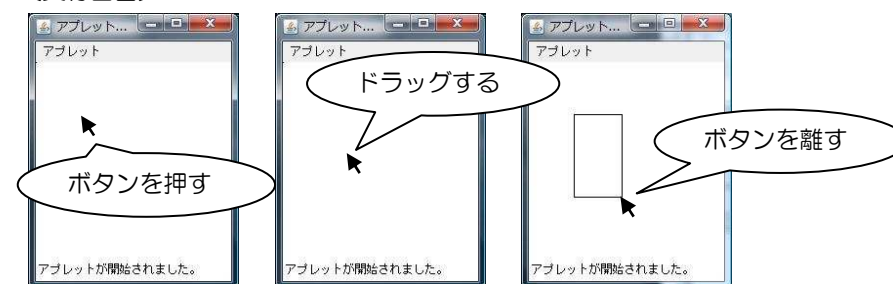 アプレット...
アプレット
ボタンを押す
アプレットが開始されました。
アプレット...
アプレット
ドラッグする
アプレットが開始されました。
アプレット...
アプレット
ボタンを離す
アプレットが開始されました。